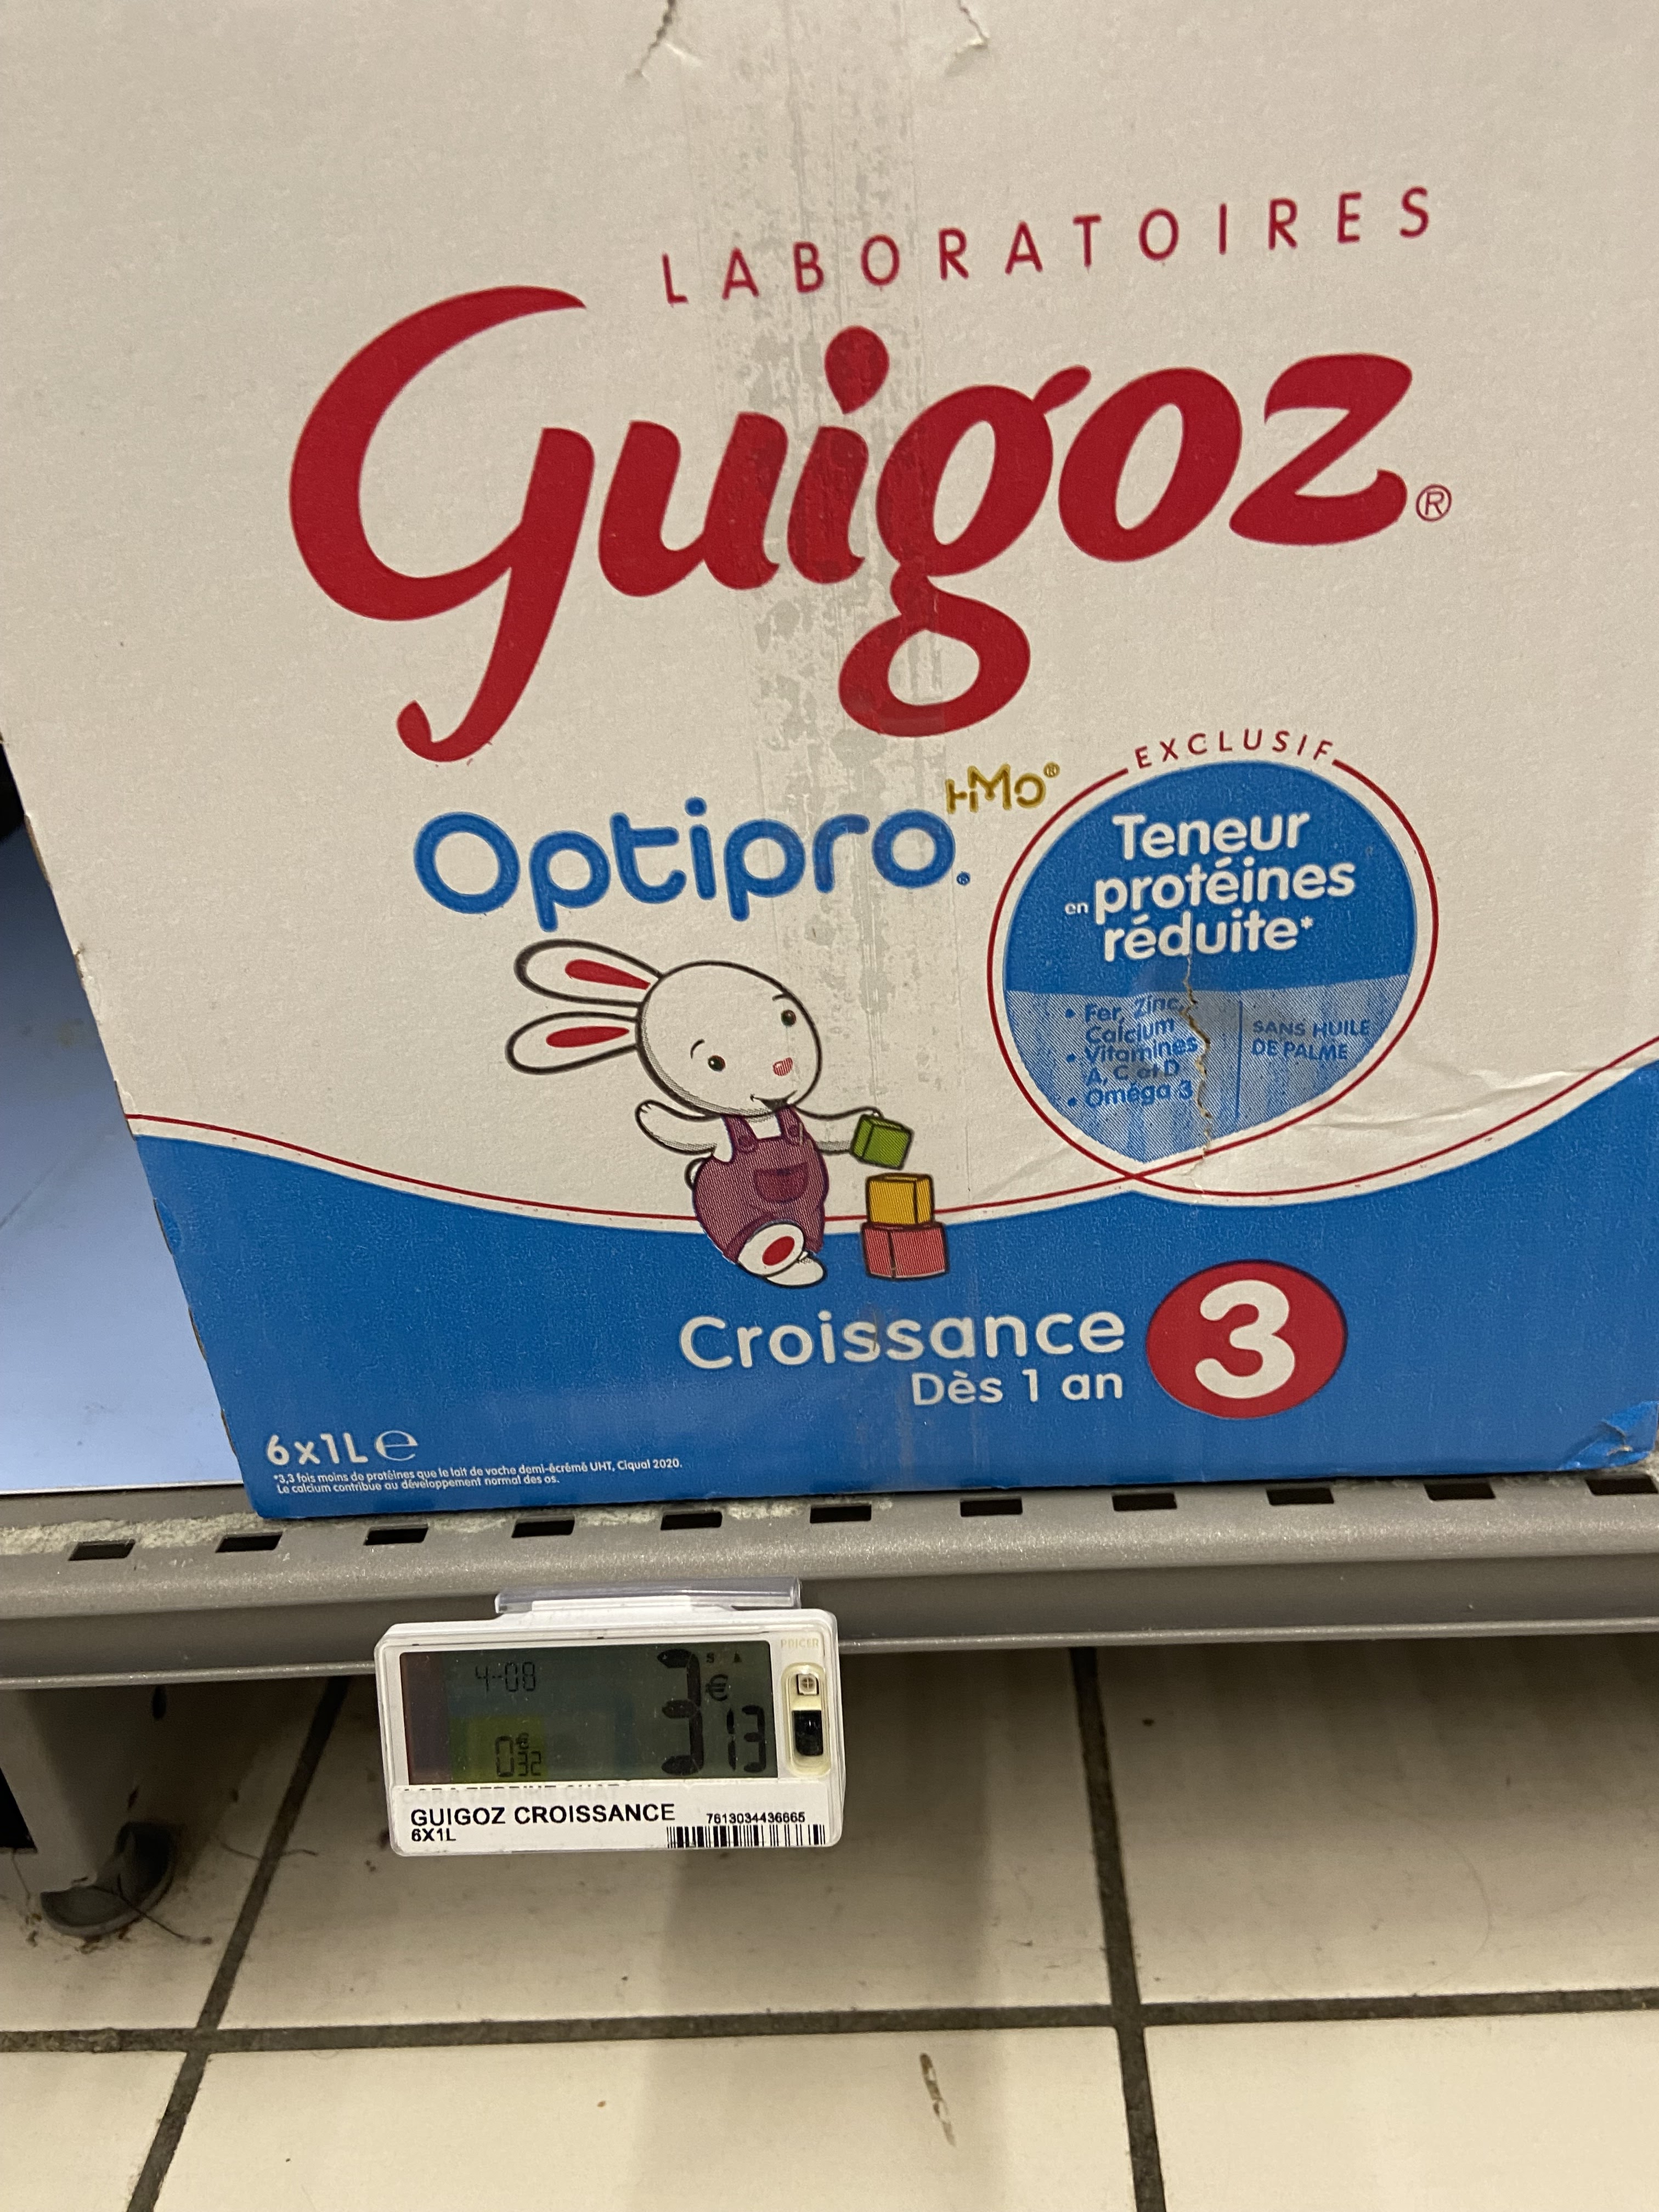 LABORATOIRES
Guigoz®
Optipro® HMO®
EXCLUSIF
Teneur
en protéines
réduite*
• Fer, Zinc,
Calcium
• Vitamines
A, C et D
• Oméga 3
SANS HUILE
DE PALME
Croissance 3
Dès 1 an
6x1L℮
*3,3 fois moins de protéines que le lait de vache demi-écrémé UHT, Ciqual 2020.
Le calcium contribue au développement normal des os.
PRICER
4-08
0€32
GUIGOZ CROISSANCE
7613034436665
6X1L